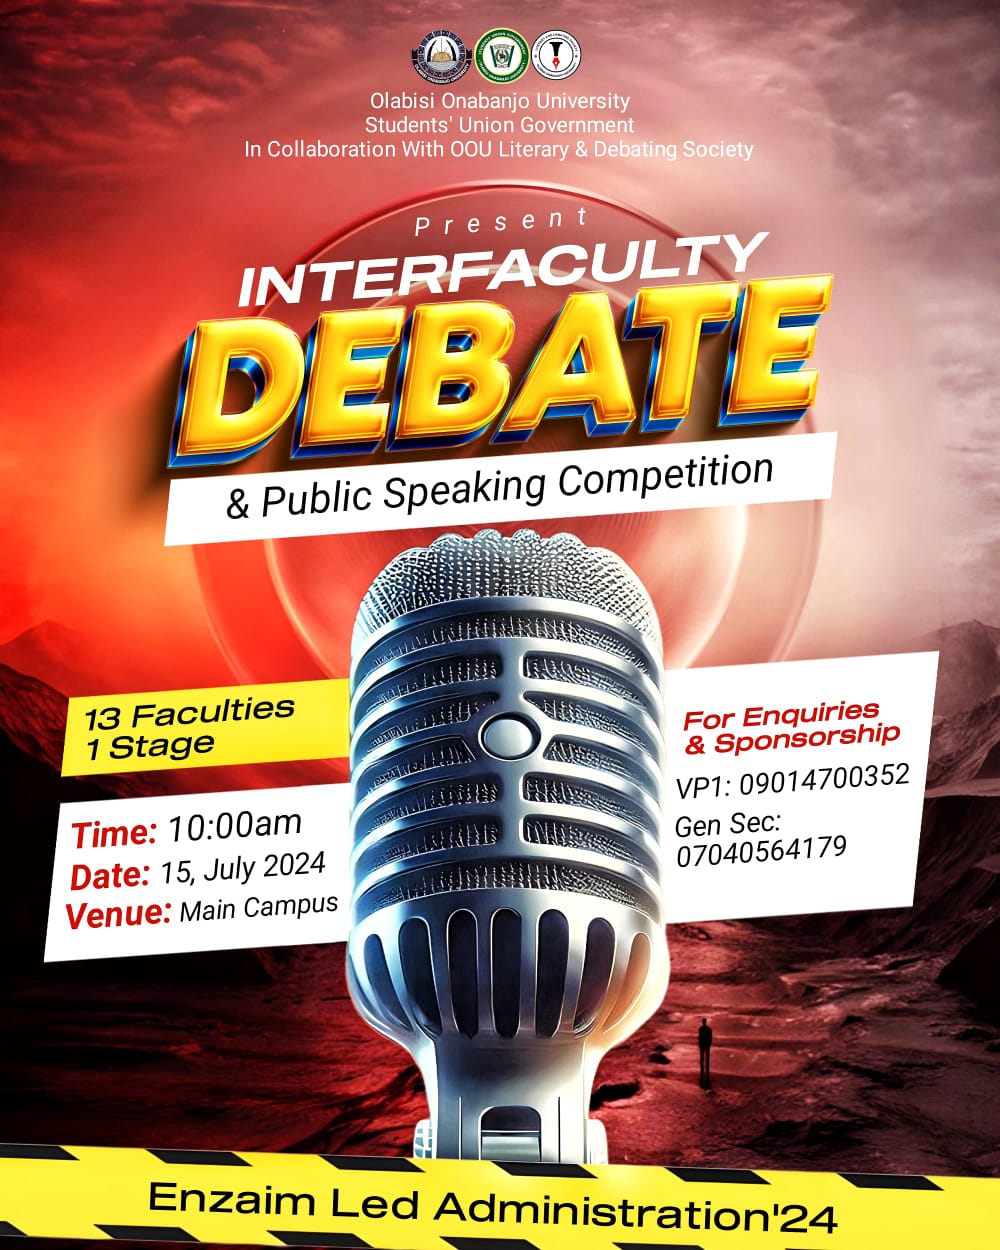 Olabisi Onabanjo University
Students' Union Government
In Collaboration With OOU Literary & Debating Society
Present
INTERFACULTY
DEBATE
& Public Speaking Competition
13 Faculties
1 Stage
Time: 10:00am
Date: 15, July 2024
Venue: Main Campus
For Enquiries
& Sponsorship
VP1: 09014700352
Gen Sec:
07040564179
Enzaim Led Administration'24